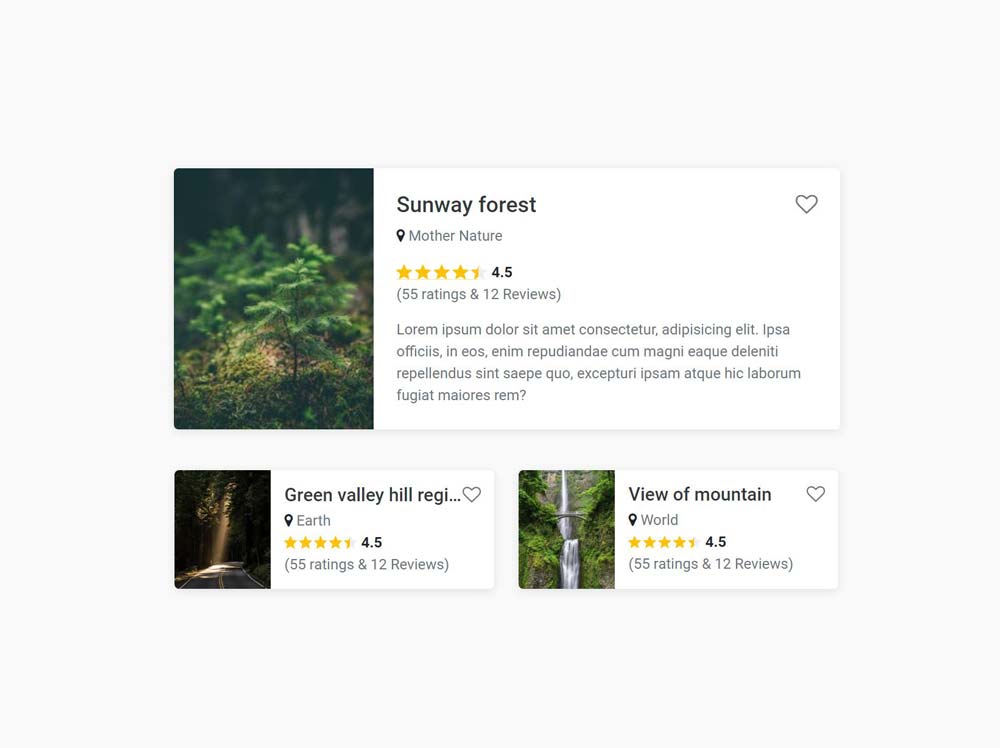 Sunway forest
Mother Nature
4.5
(55 ratings & 12 Reviews)
Lorem ipsum dolor sit amet consectetur, adipisicing elit. Ipsa
officiis, in eos, enim repudiandae cum magni eaque deleniti
repellendus sint saepe quo, excepturi ipsam atque hic laborum
fugiat maiores rem?
Green valley hill regi...
Earth
4.5
(55 ratings & 12 Reviews)
View of mountain
World
4.5
(55 ratings & 12 Reviews)